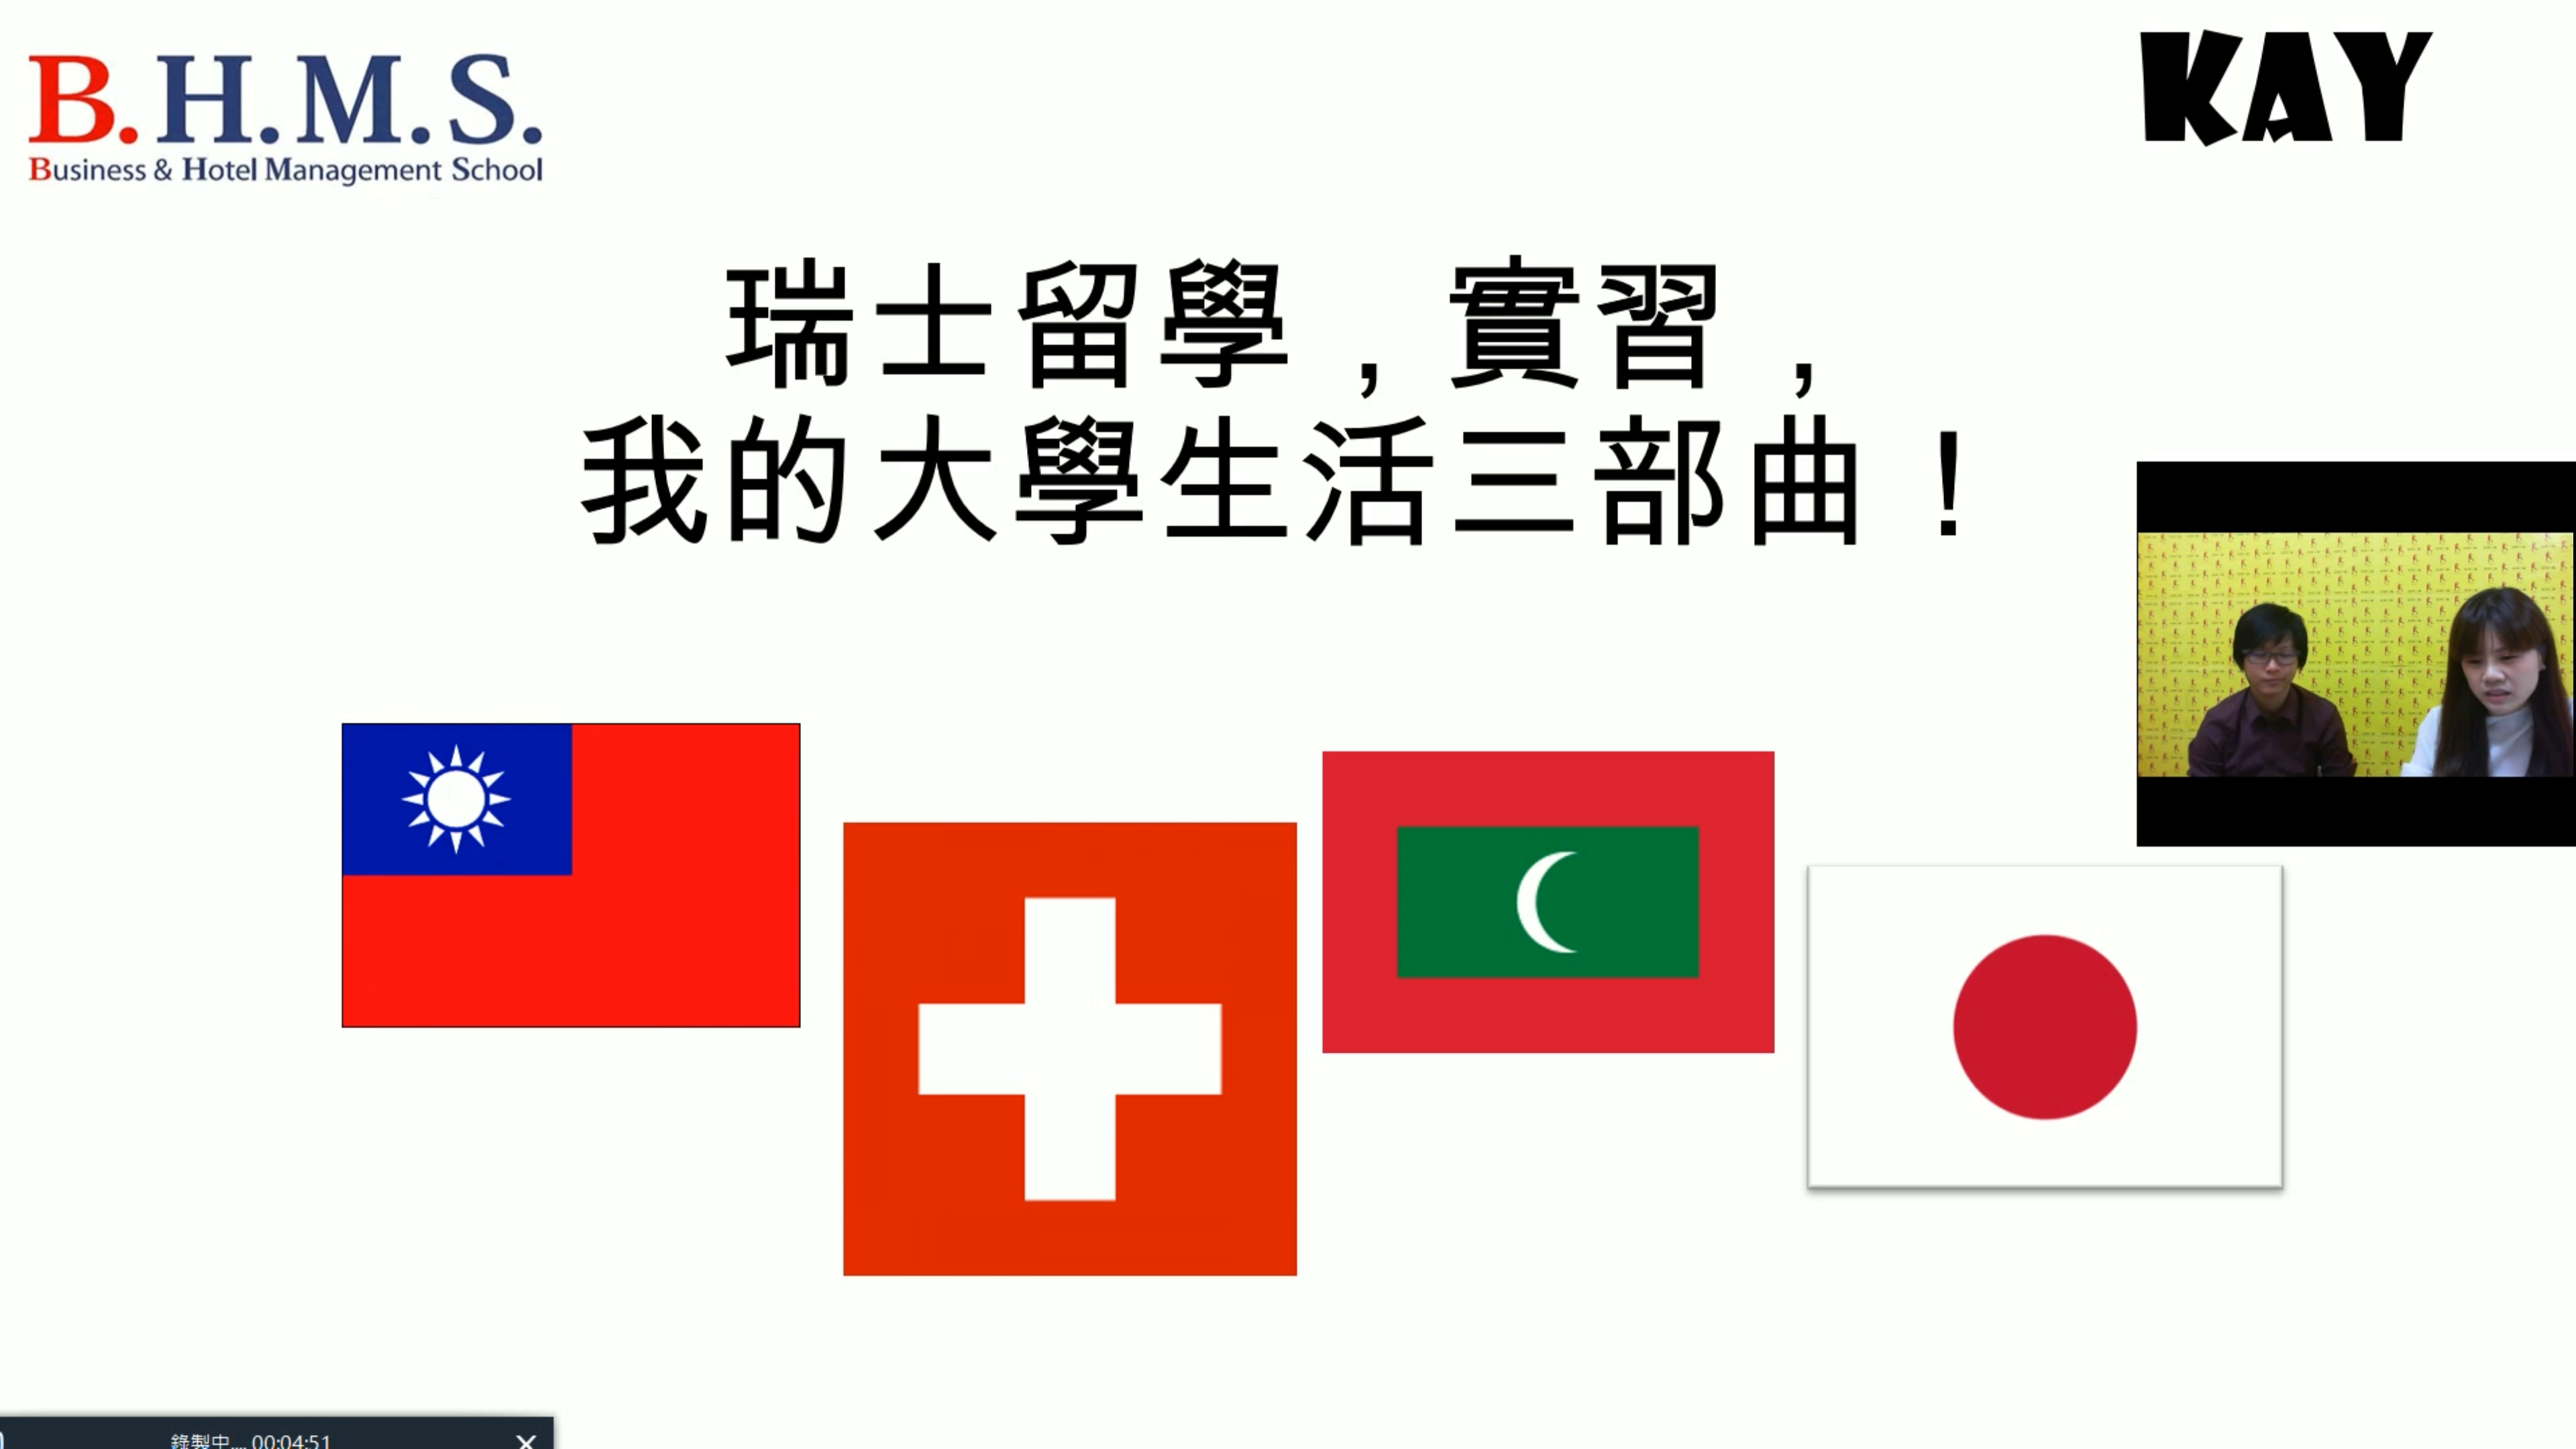 B.H.M.S.
Business & Hotel Management School
KAY
瑞士留學，實習，
我的大學生活三部曲！
錄製中.... 00:04:51